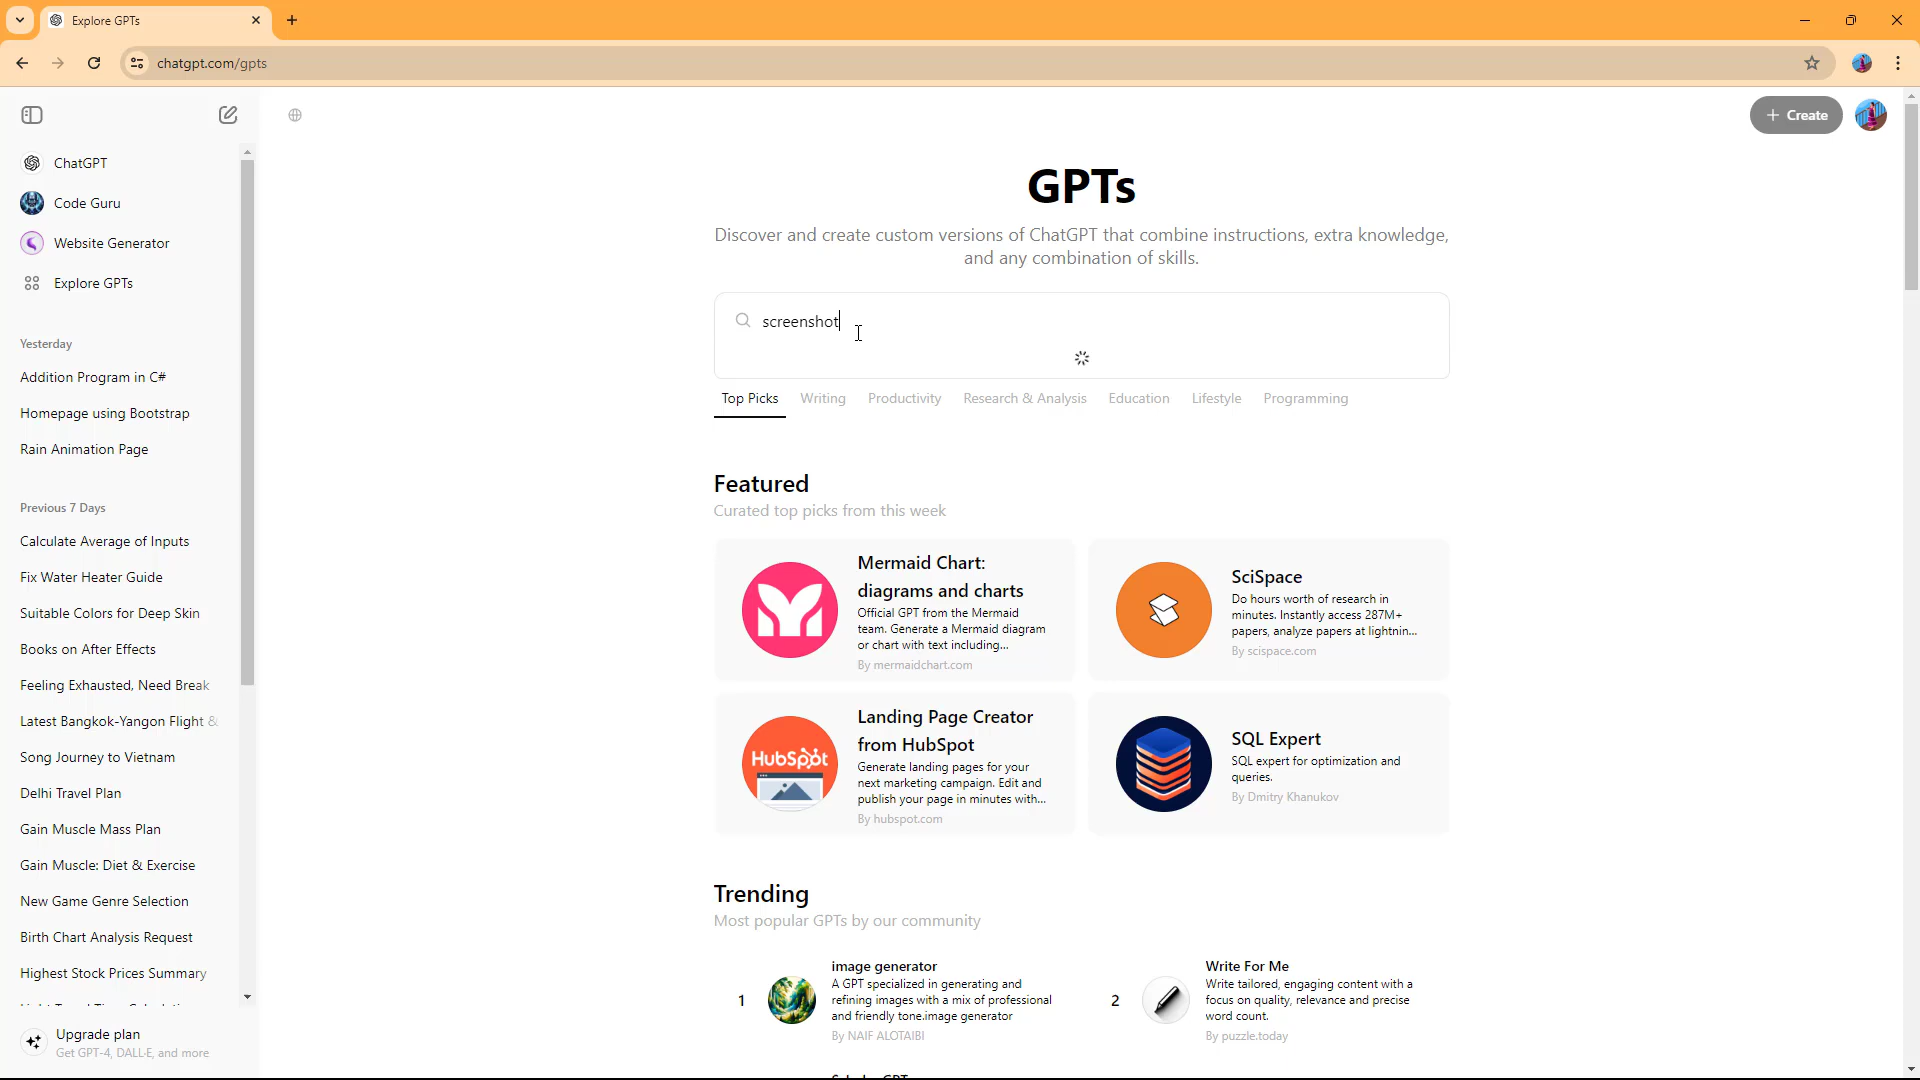 Explore GPTs
chatgpt.com/gpts
ChatGPT
Code Guru
Website Generator
Explore GPTs
Yesterday
Addition Program in C#
Homepage using Bootstrap
Rain Animation Page
Previous 7 Days
Calculate Average of Inputs
Fix Water Heater Guide
Suitable Colors for Deep Skin
Books on After Effects
Feeling Exhausted, Need Break
Latest Bangkok-Yangon Flight &
Song Journey to Vietnam
Delhi Travel Plan
Gain Muscle Mass Plan
Gain Muscle: Diet & Exercise
New Game Genre Selection
Birth Chart Analysis Request
Highest Stock Prices Summary
Upgrade plan
Get GPT-4, DALL·E, and more
Create
GPTs
Discover and create custom versions of ChatGPT that combine instructions, extra knowledge,
and any combination of skills.
screenshot
Top Picks Writing Productivity Research & Analysis Education Lifestyle Programming
Featured
Curated top picks from this week
Mermaid Chart:
diagrams and charts
Official GPT from the Mermaid
team. Generate a Mermaid diagram
or chart with text including...
By mermaidchart.com
SciSpace
Do hours worth of research in
minutes. Instantly access 287M+
papers, analyze papers at lightnin...
By scispace.com
HubSpot
Landing Page Creator
from HubSpot
Generate landing pages for your
next marketing campaign. Edit and
publish your page in minutes with...
By hubspot.com
SQL Expert
SQL expert for optimization and
queries.
By Dmitry Khanukov
Trending
Most popular GPTs by our community
1
image generator
A GPT specialized in generating and
refining images with a mix of professional
and friendly tone.image generator
By NAIF ALOTAIBI
2
Write For Me
Write tailored, engaging content with a
focus on quality, relevance and precise
word count.
By puzzle.today